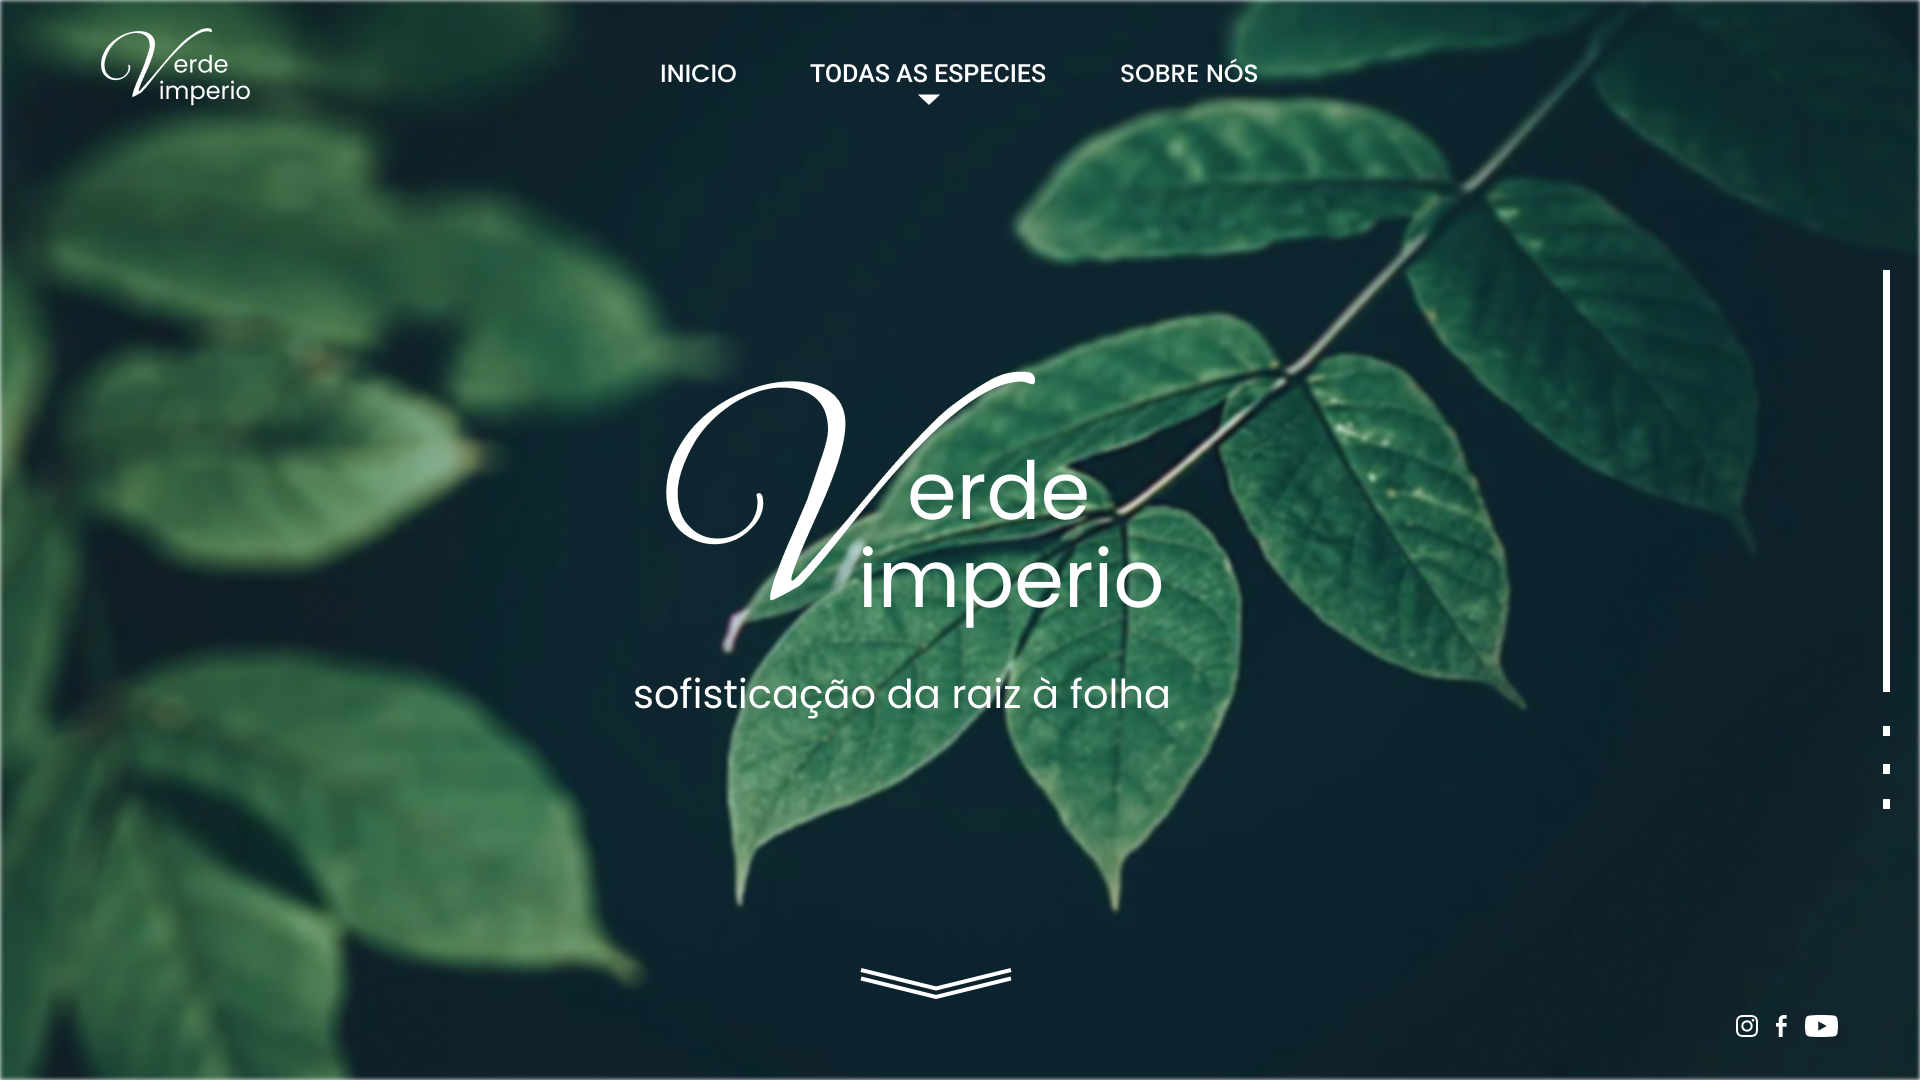 Verde
imperio
INICIO
TODAS AS ESPECIES
SOBRE NÓS
Verde
imperio
sofisticação da raiz à folha